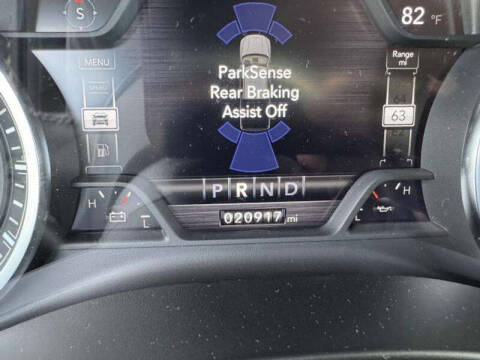 S
82 °F
MENU
Range
mi
ParkSense
Rear Braking
Assist Off
63
P R N D
H
L
020917 mi
L
H